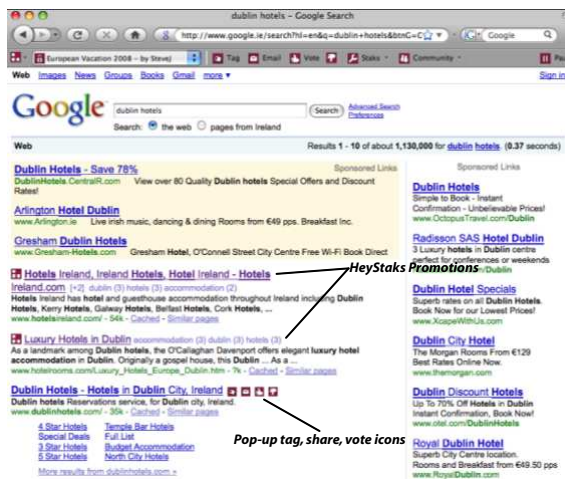 dublin hotels - Google Search
http://www.google.ie/search?hl=en&q=dublin+hotels&btnG=G
Google
European Vacation 2008 - by SteveJ
Tag
Email
Vote
Staks
Community
Web Images News Groups Books Gmail more ▼
Sign in
Google
dublin hotels
Search
Advanced Search
Preferences
Search: the web pages from Ireland
Web
Results 1 - 10 of about 1,130,000 for dublin hotels. (0.37 seconds)
Dublin Hotels - Save 78%
Sponsored Links
DublinHotels.CentralR.com View over 80 Quality Dublin hotels Special Offers and Discount
Rates!
Arlington Hotel Dublin
www.Arlington.ie Live irish music, dancing & dining Rooms from €49 pps. Breakfast Inc.
Gresham Dublin Hotels
www.Gresham-Hotels.com Gresham Hotel, O'Connell Street City Centre Free Wi-Fi Book Direct
Hotels Ireland, Ireland Hotels, Hotel Ireland - Hotels
Ireland.com [+2] dublin (3) hotels (3) accommodation (2)
Hotels Ireland has hotel and guesthouse accommodation throughout Ireland including Dublin
Hotels, Kerry Hotels, Galway Hotels, Belfast Hotels, Cork Hotels, ...
www.hotelsireland.com/ - 54k - Cached - Similar pages
Luxury Hotels in Dublin accommodation (3) dublin (3) hotels (3)
As a landmark among Dublin hotels, the O'Callaghan Davenport offers elegant luxury hotel
accommodation in Dublin. Originally a gospel house, this Dublin ... As a ...
www.hotelrooms.com/Luxury_Hotels_Europe_Dublin.htm - 7k - Cached - Similar pages
Dublin Hotels - Hotels in Dublin City, Ireland
Dublin hotels Reservations service, for Dublin city, Ireland.
www.dublinhotels.com/ - 35k - Cached - Similar pages
4 Star Hotels Temple Bar Hotels
Special Deals Full List
3 Star Hotels Budget Accommodation
5 Star Hotels North City Hotels
More results from dublinhotels.com »
HeyStaks Promotions
Pop-up tag, share, vote icons
Sponsored Links
Dublin Hotels
Simple to Book - Instant
Confirmation - Unbelievable Prices!
www.OctopusTravel.com/Dublin
Radisson SAS Hotel Dublin
3 Luxury hotels in Dublin centre
perfect for conferences or weekends
Dublin Hotel Specials
Superb rates on all Dublin Hotels.
Book Now for our Lowest Prices!
www.XcapeWithUs.com
Dublin City Hotel
The Morgan Rooms From €129
Best Rates Online Now.
www.themorgan.com
Dublin Discount Hotels
Up To 70% Off Hotels in Dublin
Instant Confirmation, Book Now!
www.otel.com/DublinHotels
Royal Dublin Hotel
Superb City Centre location.
Rooms and Breakfast from €49.50 pps
www.RoyalDublin.com